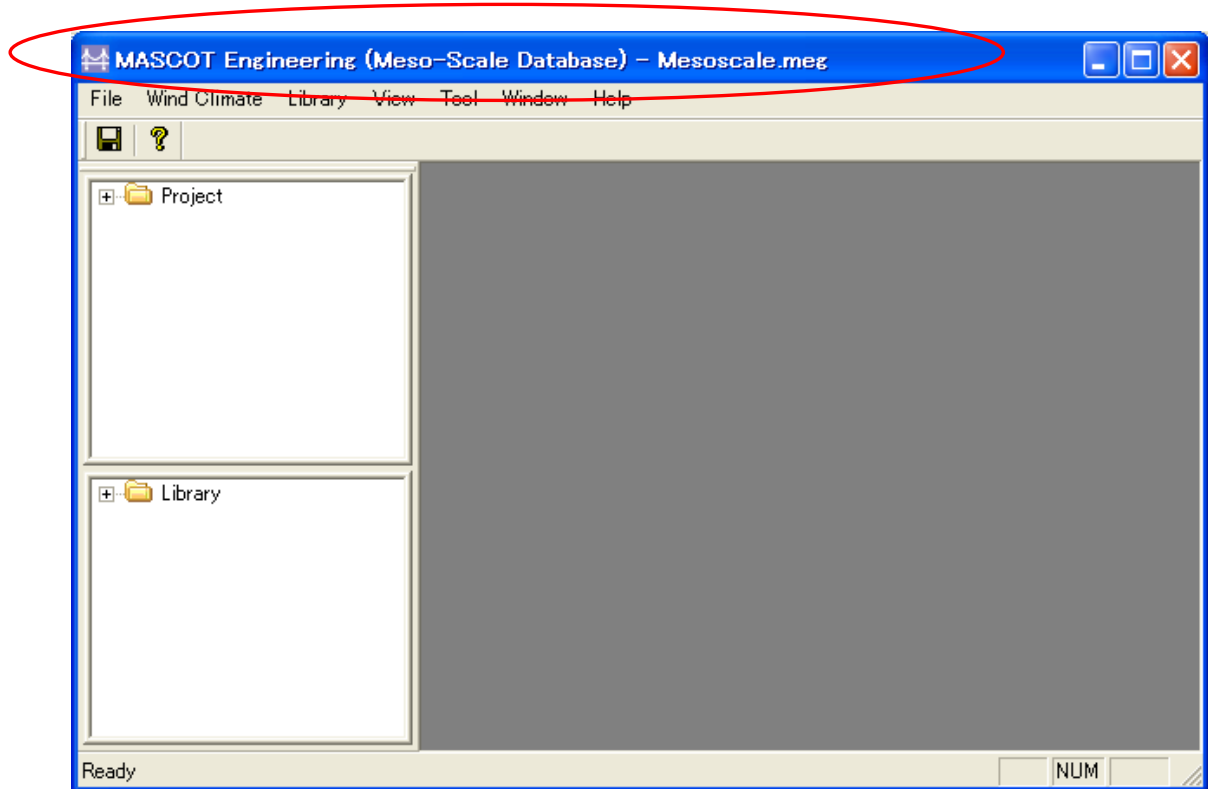 MASCOT Engineering (Meso-Scale Database) - Mesoscale.meg
File Wind Climate Library View Tool Window Help
Project
Library
Ready NUM